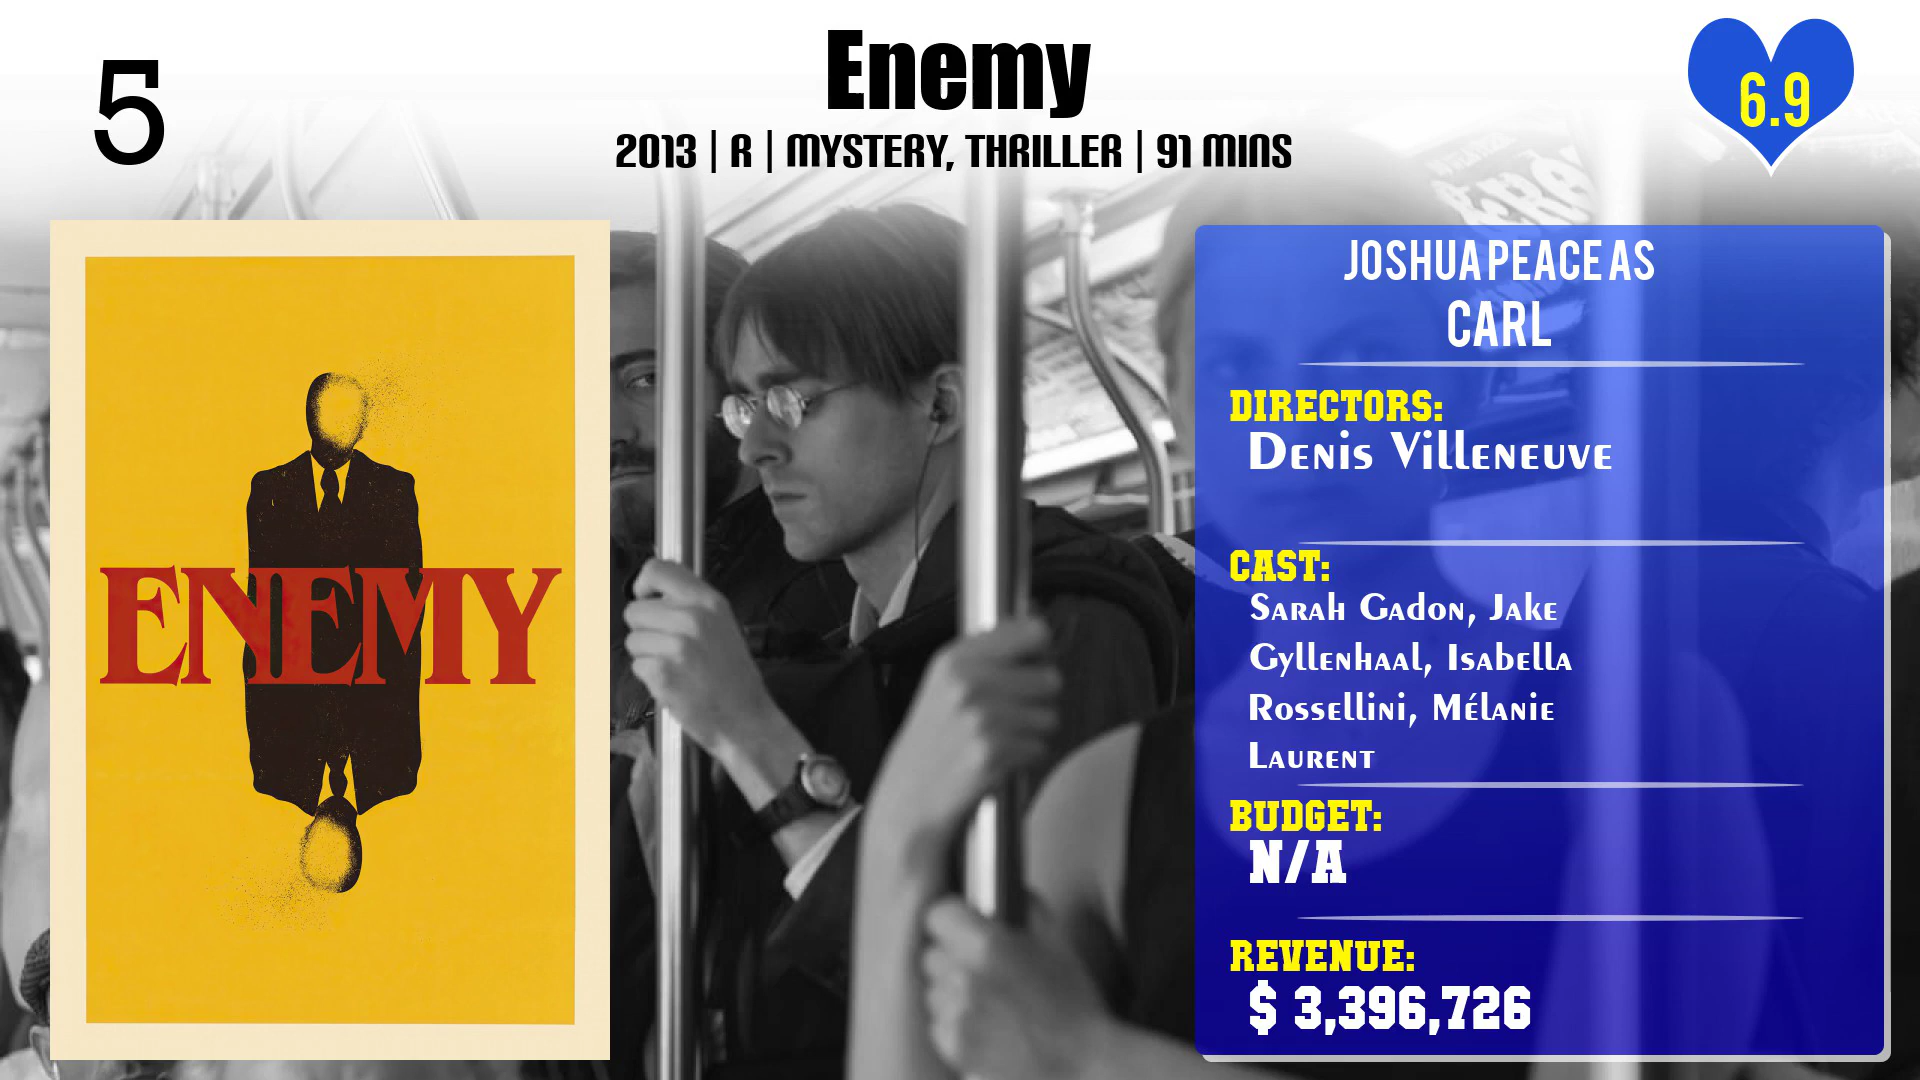 5
Enemy
2013 | R | MYSTERY, THRILLER | 91 MINS
6.9
ENEMY
JOSHUA PEACE AS
CARL
DIRECTORS:
Denis Villeneuve
CAST:
Sarah Gadon, Jake
Gyllenhaal, Isabella
Rossellini, Mélanie
Laurent
BUDGET:
N/A
REVENUE:
$ 3,396,726